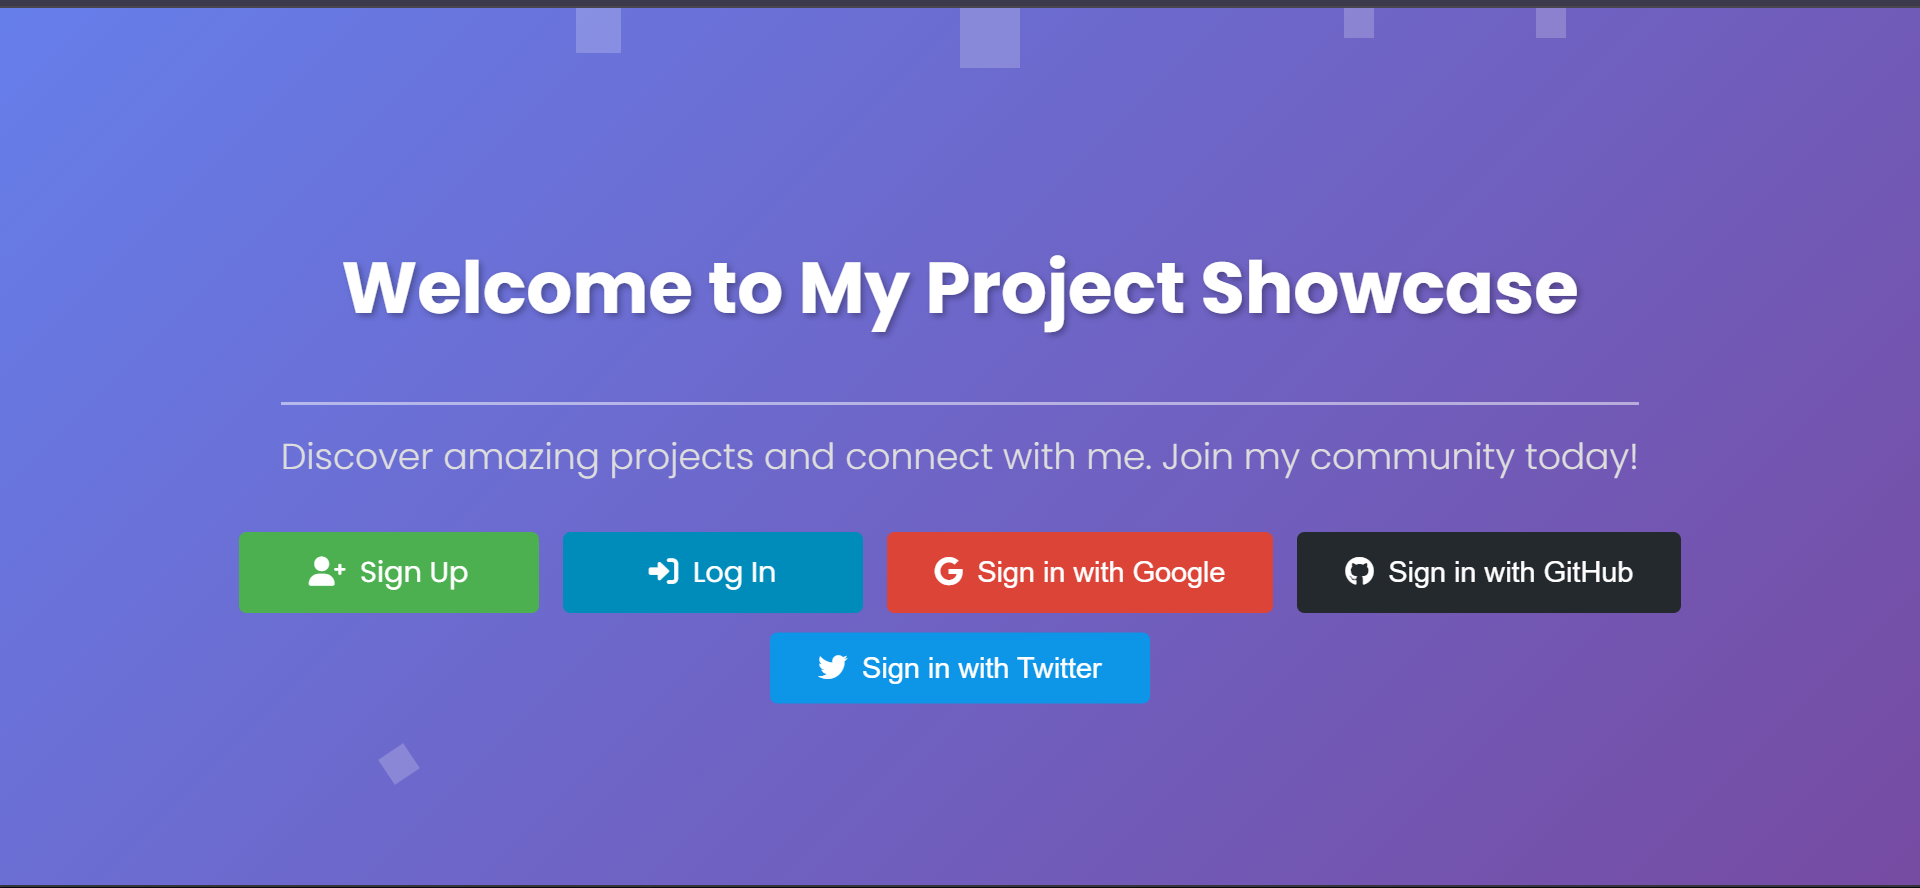 Welcome to My Project Showcase
Discover amazing projects and connect with me. Join my community today!
Sign Up
Log In
Sign in with Google
Sign in with GitHub
Sign in with Twitter